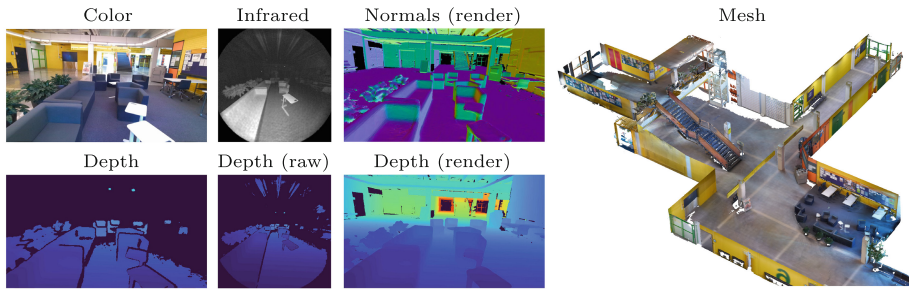 Color
Infrared
Normals (render)
Mesh
Depth
Depth (raw)
Depth (render)